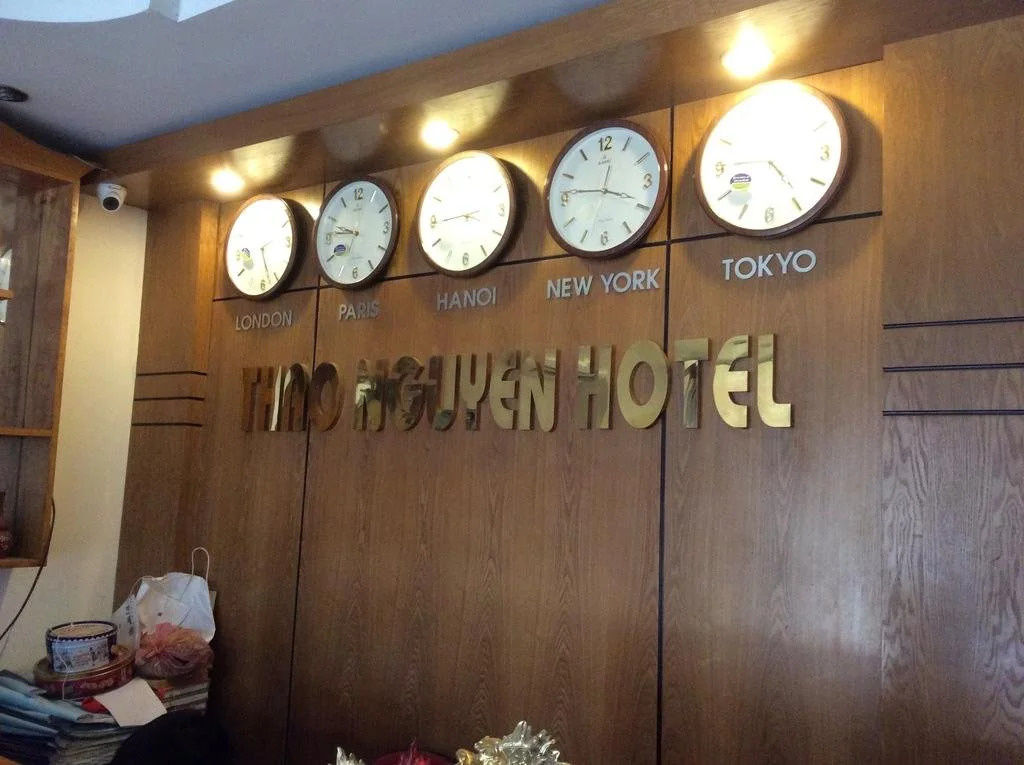 LONDON
PARIS
HANOI
NEW YORK
TOKYO
THAO NGUYEN HOTEL